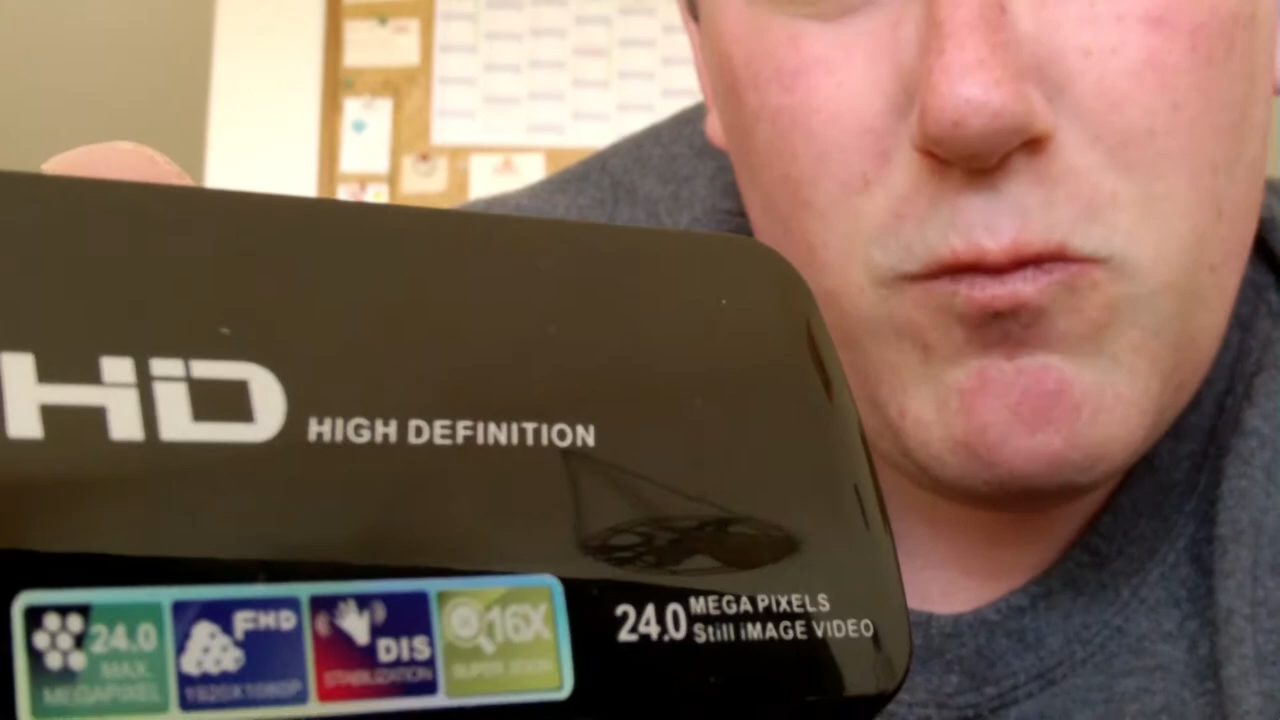 HD HIGH DEFINITION
24.0 MEGA PIXELS
Still iMAGE VIDEO
24.0
MAX.
MEGAPIXEL
FHD
1920X1080P
DIS
STABILIZATION
16X
SUPER ZOOM